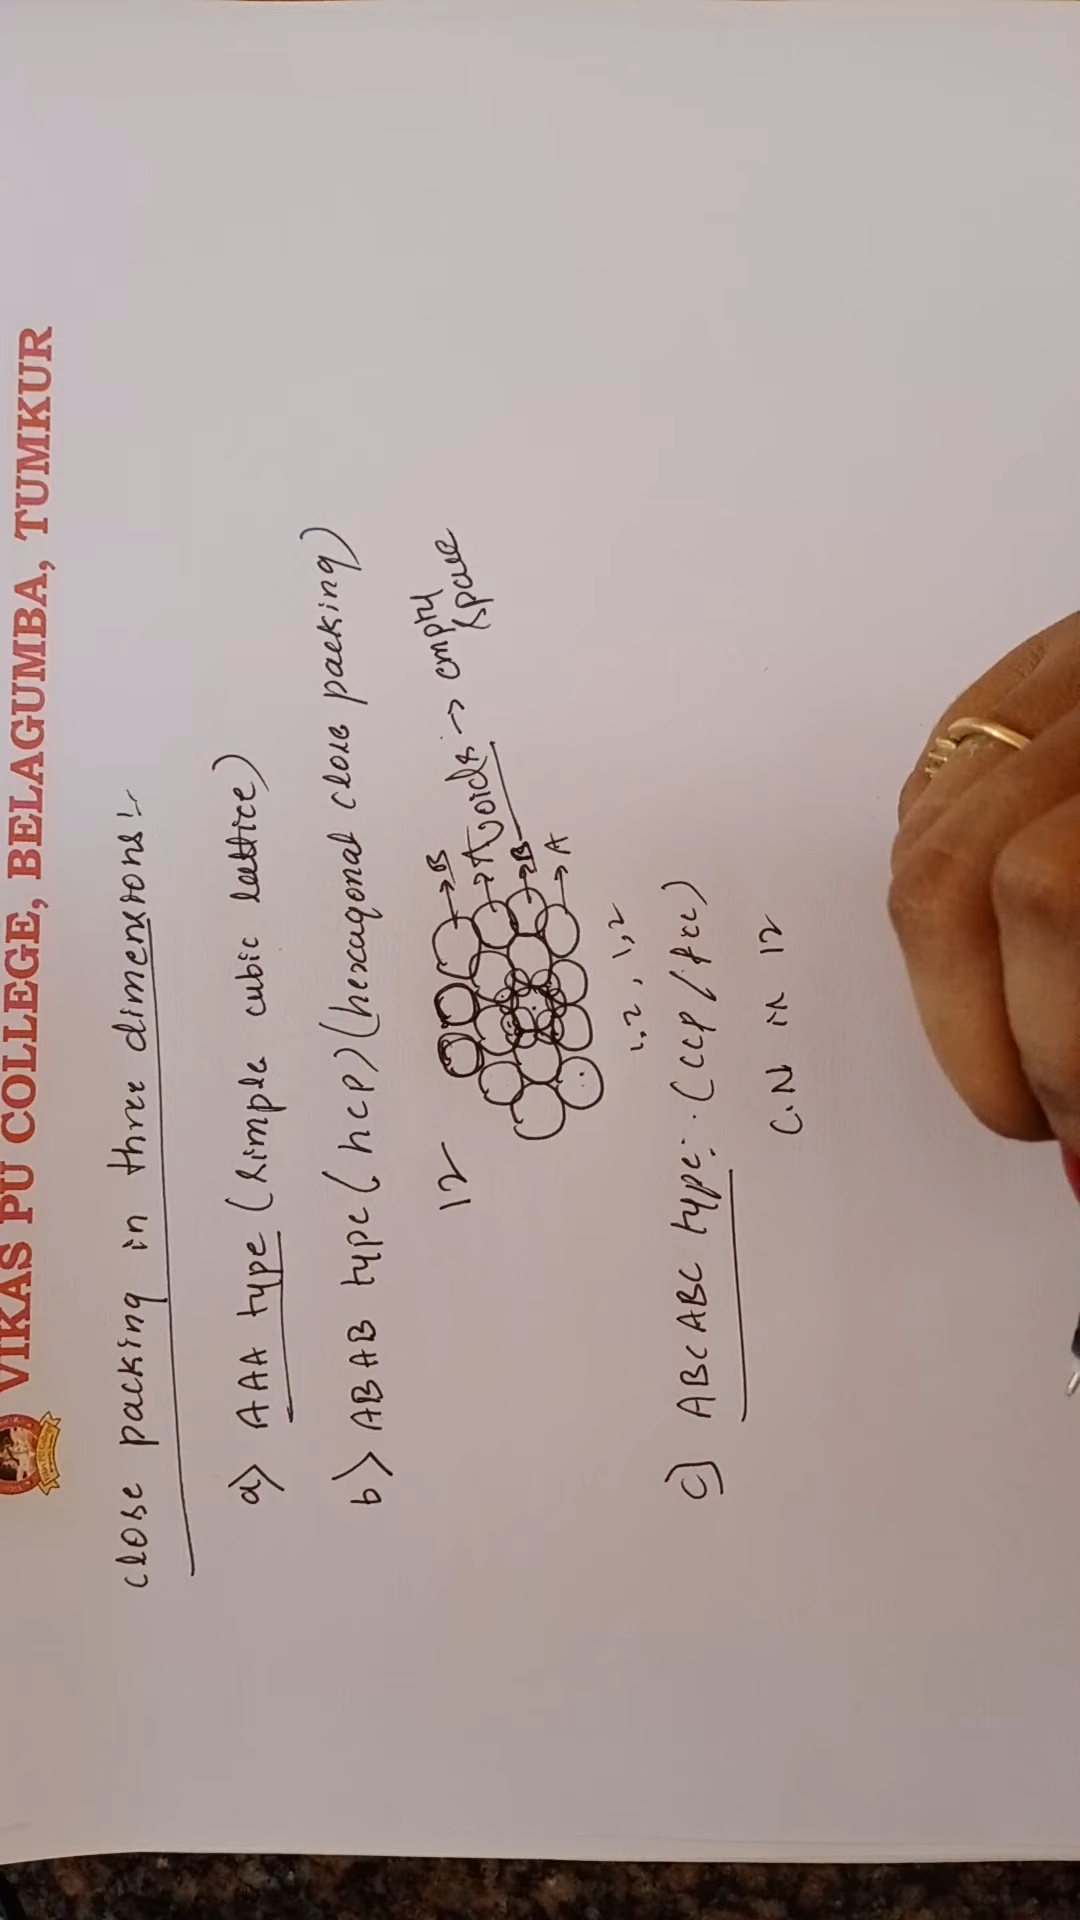 VIKAS PU COLLEGE, BELAGUMBA, TUMKUR
close packing in three dimensions:-
a) AAA type (simple cubic lattice)
b) ABAB type (hcp) (hexagonal close packing)
12
→B
→A voids → empty space
→B
→A
1,2, 1,2
c) ABCABC type:- (ccp/fcc)
C.N is 12